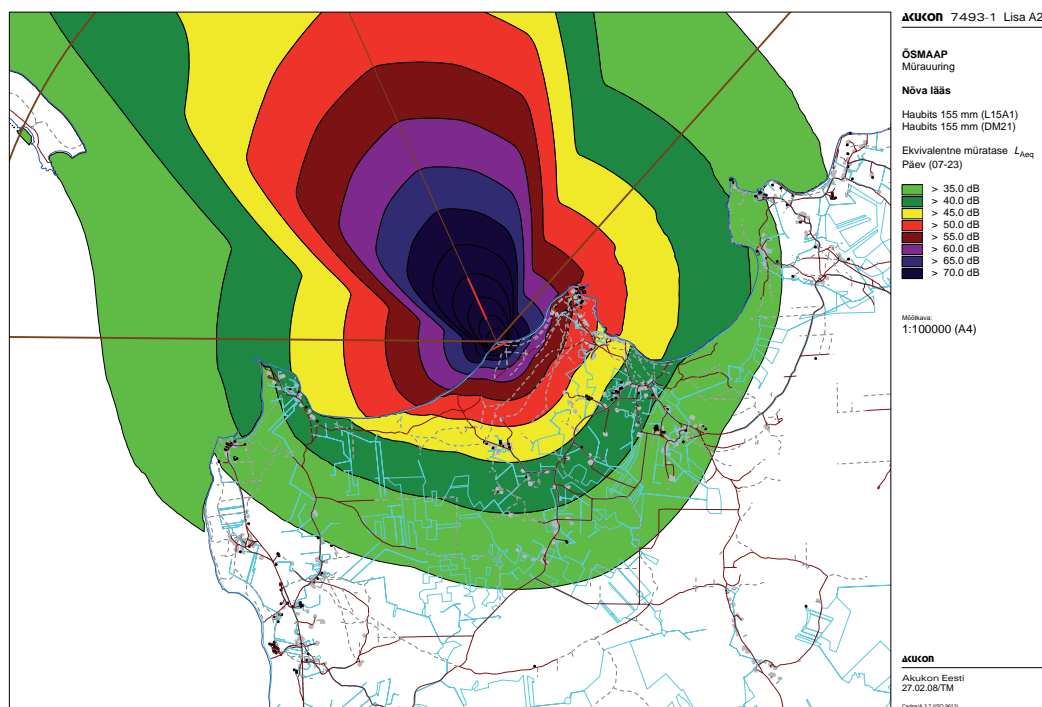 AKUKON 7493-1 Lisa A2
ÕSMAAP
Mürauuring
Nõva lääs
Haubits 155 mm (L15A1)
Haubits 155 mm (DM21)
Ekvivalentne müratase LAeq
Päev (07-23)
> 35.0 dB
> 40.0 dB
> 45.0 dB
> 50.0 dB
> 55.0 dB
> 60.0 dB
> 65.0 dB
> 70.0 dB
Mõõtkava:
1:100000 (A4)
AKUKON
Akukon Eesti
27.02.08/TM